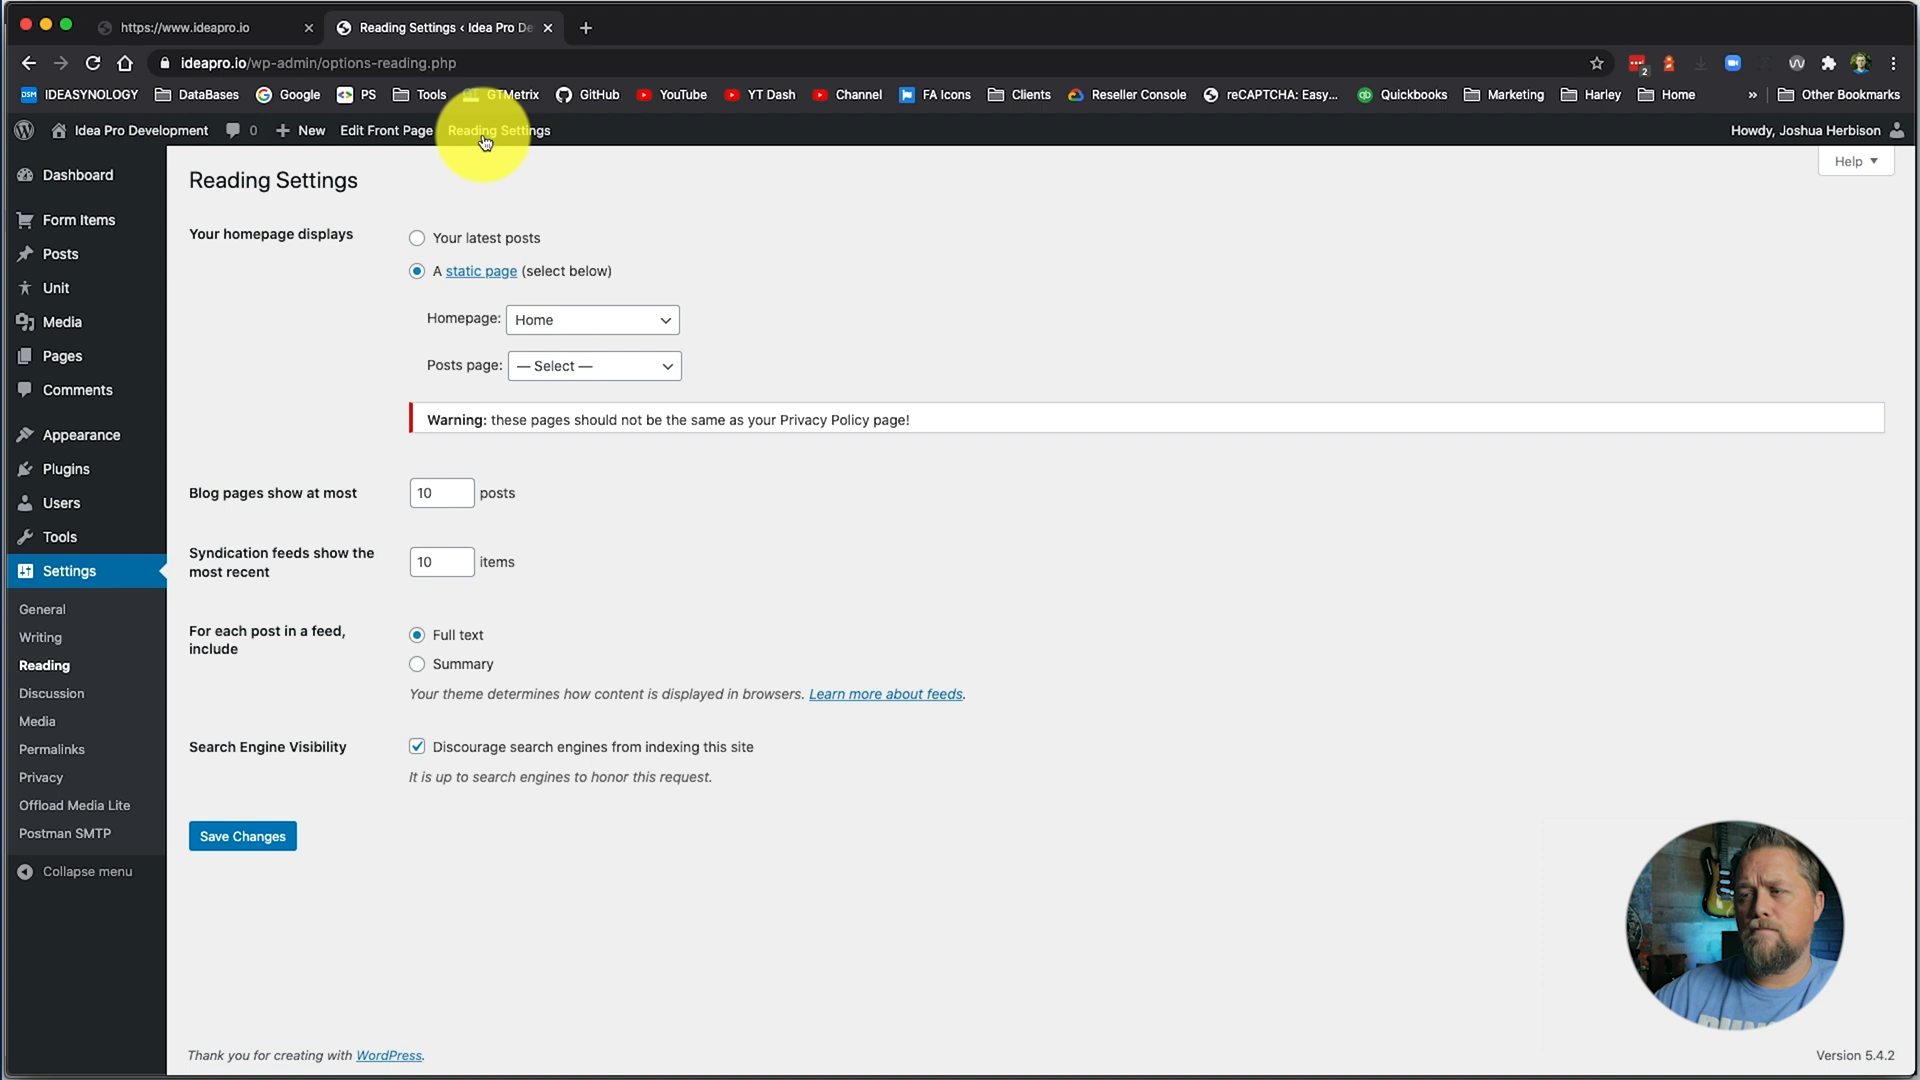 https://www.ideapro.io
Reading Settings ‹ Idea Pro De
ideapro.io/wp-admin/options-reading.php
2
DSM IDEASYNOLOGY DataBases Google PS Tools GTMetrix GitHub YouTube YT Dash Channel FA Icons Clients Reseller Console reCAPTCHA: Easy... Quickbooks Marketing Harley Home » Other Bookmarks
Idea Pro Development 0 New Edit Front Page Reading Settings Howdy, Joshua Herbison
Help
Dashboard
Form Items
Posts
Unit
Media
Pages
Comments
Appearance
Plugins
Users
Tools
Settings
General
Writing
Reading
Discussion
Media
Permalinks
Privacy
Offload Media Lite
Postman SMTP
Collapse menu
Reading Settings
Your homepage displays
Your latest posts
A static page (select below)
Homepage: Home
Posts page: — Select —
Warning: these pages should not be the same as your Privacy Policy page!
Blog pages show at most 10 posts
Syndication feeds show the
most recent
10 items
For each post in a feed,
include
Full text
Summary
Your theme determines how content is displayed in browsers. Learn more about feeds.
Search Engine Visibility
Discourage search engines from indexing this site
It is up to search engines to honor this request.
Save Changes
Thank you for creating with WordPress.
Version 5.4.2